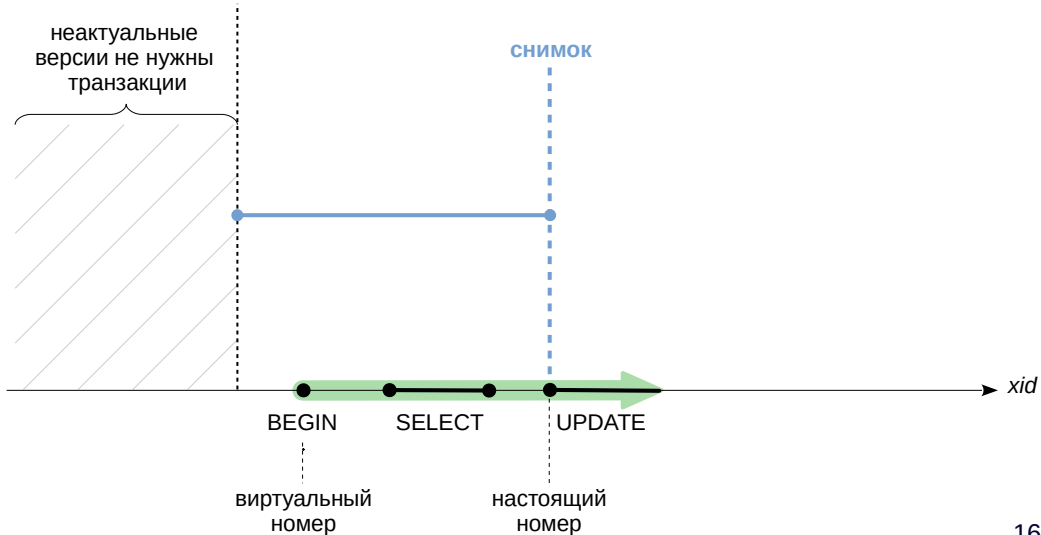 неактуальные
версии не нужны
транзакции
снимок
xid
BEGIN
SELECT
UPDATE
виртуальный
номер
настоящий
номер
16